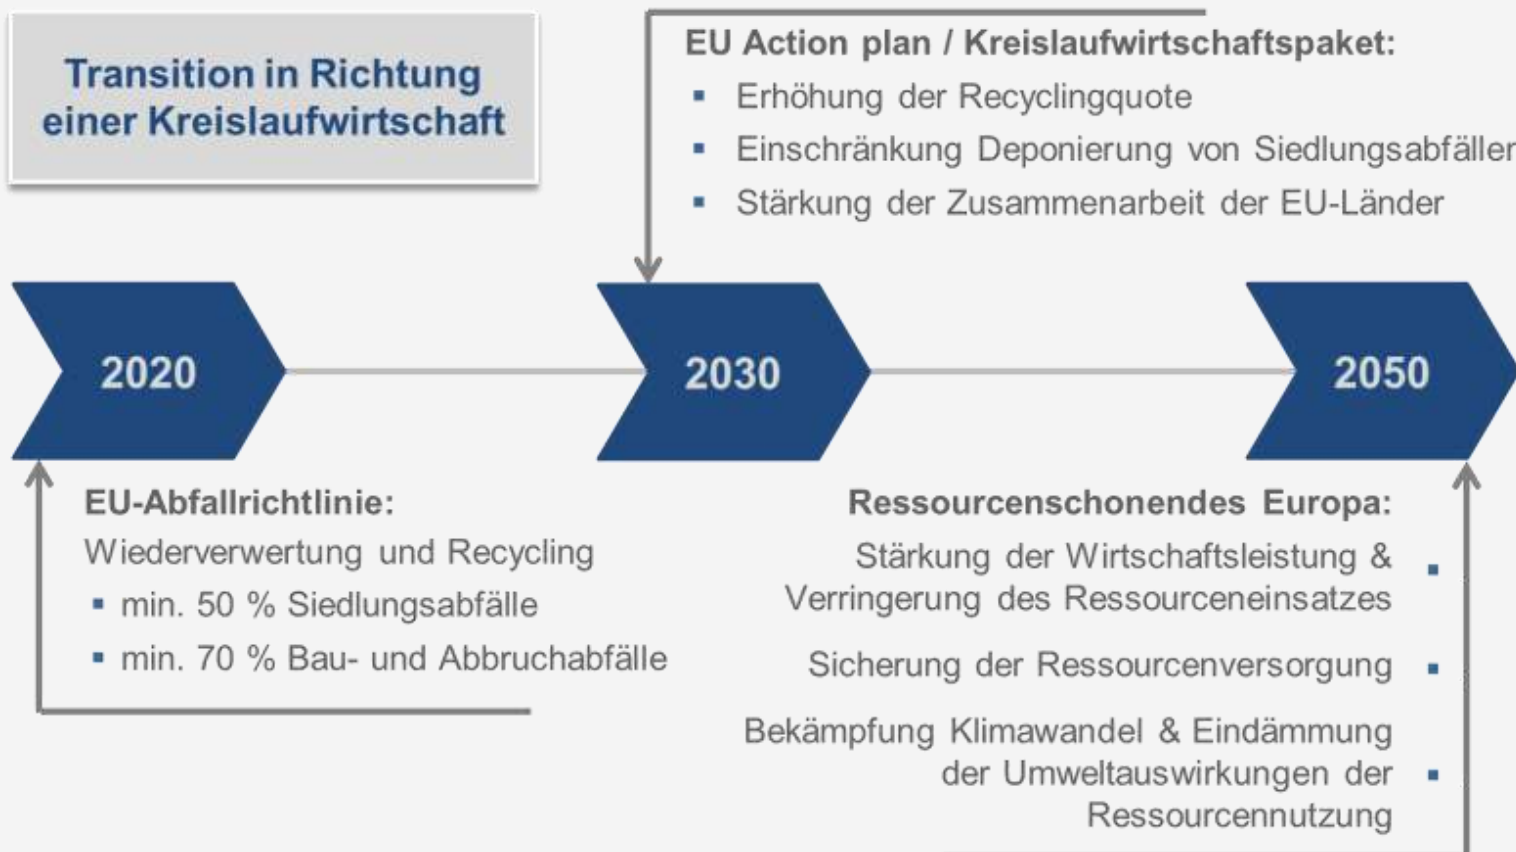 Transition in Richtung
einer Kreislaufwirtschaft
EU Action plan / Kreislaufwirtschaftspaket:
▪ Erhöhung der Recyclingquote
▪ Einschränkung Deponierung von Siedlungsabfäller
▪ Stärkung der Zusammenarbeit der EU-Länder
2020
2030
2050
EU-Abfallrichtlinie:
Wiederverwertung und Recycling
▪ min. 50 % Siedlungsabfälle
▪ min. 70 % Bau- und Abbruchabfälle
Ressourcenschonendes Europa:
Stärkung der Wirtschaftsleistung & ▪
Verringerung des Ressourceneinsatzes
Sicherung der Ressourcenversorgung ▪
Bekämpfung Klimawandel & Eindämmung
der Umweltauswirkungen der ▪
Ressourcennutzung